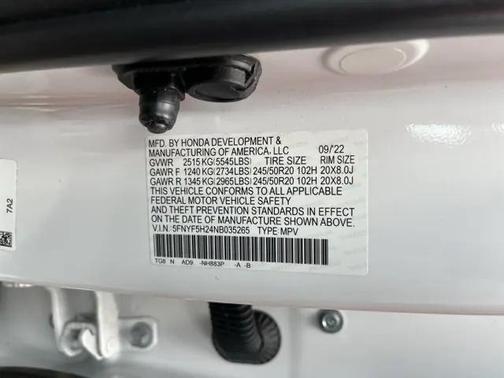 MFD. BY HONDA DEVELOPMENT &
MANUFACTURING OF AMERICA, LLC 09/'22
GVWR 2515 KG (5545LBS) TIRE SIZE RIM SIZE
GAWR F 1240 KG (2734LBS) 245/50R20 102H 20X8.0J
GAWR R 1345 KG (2965LBS) 245/50R20 102H 20X8.0J
THIS VEHICLE CONFORMS TO ALL APPLICABLE
FEDERAL MOTOR VEHICLE SAFETY
AND THEFT PREVENTION STANDARDS IN EFFECT
ON THE DATE OF MANUFACTURE SHOWN ABOVE.
V.I.N. 5FNYF5H24NB035265 TYPE MPV
TG8 N AD9 -NH883P -A -B
7A2